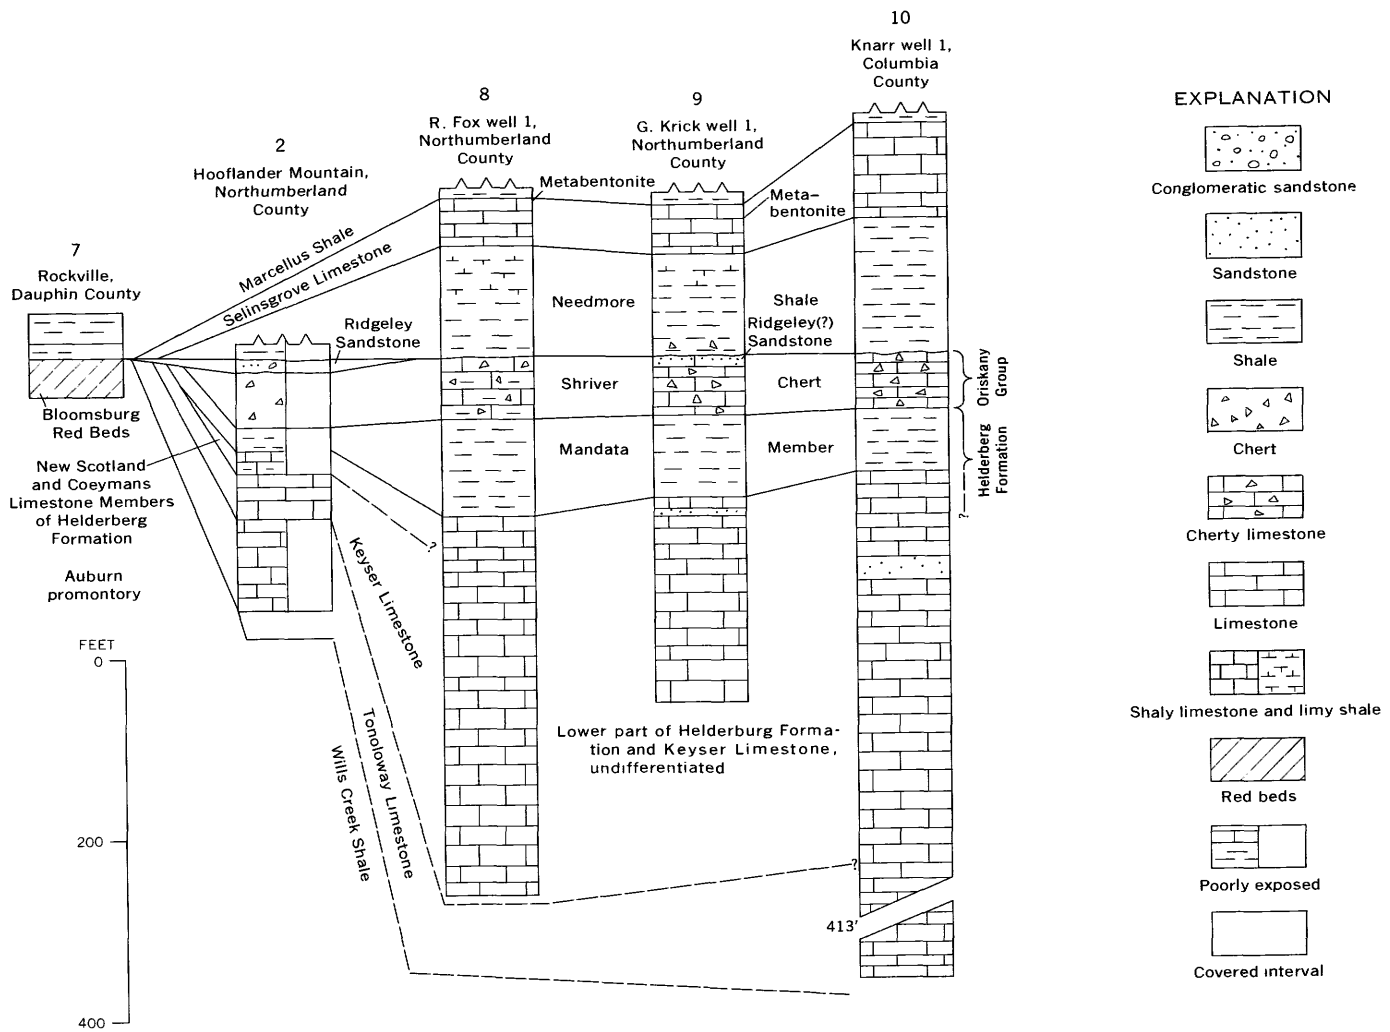 10
Knarr well 1,
Columbia
County
8
R. Fox well 1,
Northumberland
County
9
G. Krick well 1,
Northumberland
County
2
Hooflander Mountain,
Northumberland
County
7
Rockville,
Dauphin County
Marcellus Shale
Selinsgrove Limestone
Metabentonite
Meta-
bentonite
Ridgeley
Sandstone
Needmore
Shale
Ridgeley(?)
Sandstone
Shriver
Chert
Oriskany
Group
Mandata
Member
Helderberg
Formation
?
Bloomsburg
Red Beds
New Scotland
and Coeymans
Limestone Members
of Helderberg
Formation
Auburn
promontory
?
Keyser Limestone
Tonoloway Limestone
Wills Creek Shale
Lower part of Helderburg Forma-
tion and Keyser Limestone,
undifferentiated
?
413'
FEET
0
200
400
EXPLANATION
Conglomeratic sandstone
Sandstone
Shale
Chert
Cherty limestone
Limestone
Shaly limestone and limy shale
Red beds
Poorly exposed
Covered interval